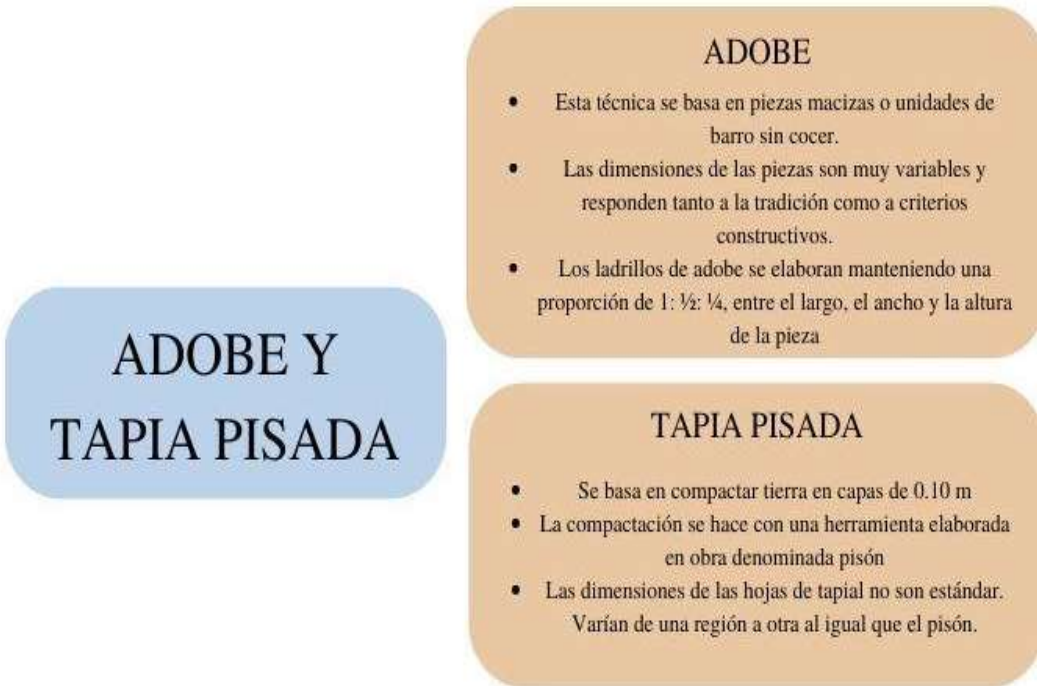 ADOBE Y
TAPIA PISADA
ADOBE
• Esta técnica se basa en piezas macizas o unidades de
barro sin cocer.
• Las dimensiones de las piezas son muy variables y
responden tanto a la tradición como a criterios
constructivos.
• Los ladrillos de adobe se elaboran manteniendo una
proporción de 1: ½: ¼, entre el largo, el ancho y la altura
de la pieza
TAPIA PISADA
• Se basa en compactar tierra en capas de 0.10 m
• La compactación se hace con una herramienta elaborada
en obra denominada pisón
• Las dimensiones de las hojas de tapial no son estándar.
Varían de una región a otra al igual que el pisón.